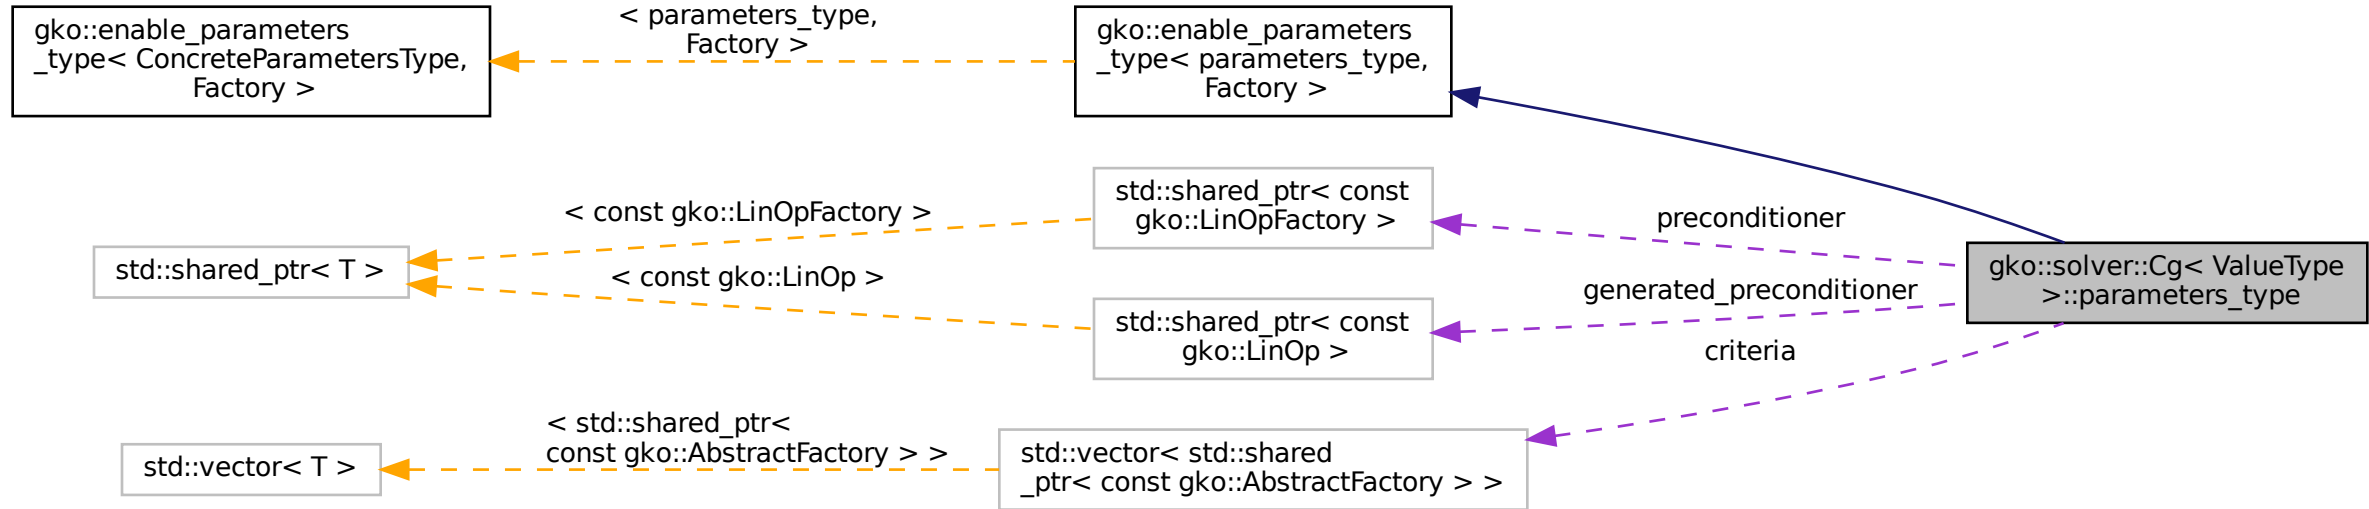 gko::enable_parameters
_type< ConcreteParametersType,
Factory >
< parameters_type,
Factory >
gko::enable_parameters
_type< parameters_type,
Factory >
std::shared_ptr< T >
< const gko::LinOpFactory >
< const gko::LinOp >
std::shared_ptr< const
gko::LinOpFactory >
std::shared_ptr< const
gko::LinOp >
preconditioner
generated_preconditioner
criteria
gko::solver::Cg< ValueType
>::parameters_type
std::vector< T >
< std::shared_ptr<
const gko::AbstractFactory > >
std::vector< std::shared
_ptr< const gko::AbstractFactory > >